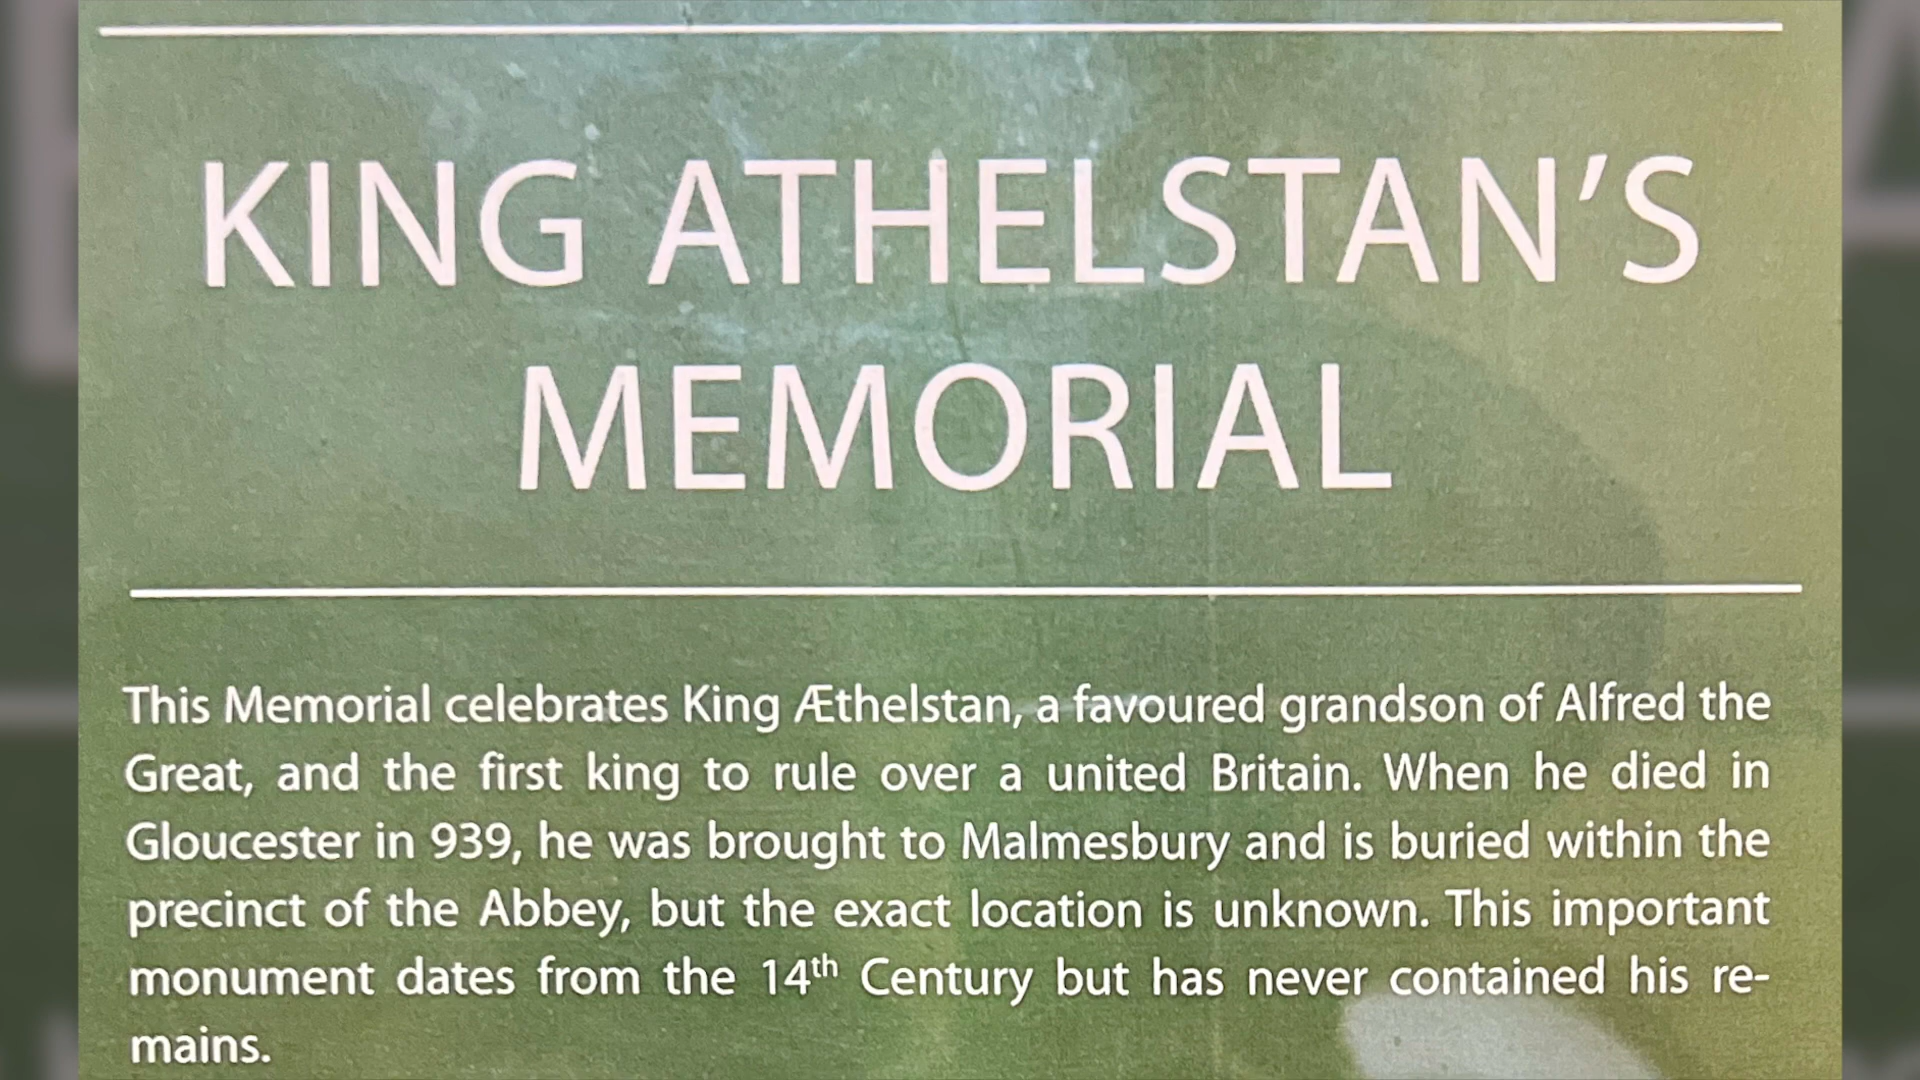 KING ATHELSTAN’S
MEMORIAL
This Memorial celebrates King Æthelstan, a favoured grandson of Alfred the
Great, and the first king to rule over a united Britain. When he died in
Gloucester in 939, he was brought to Malmesbury and is buried within the
precinct of the Abbey, but the exact location is unknown. This important
monument dates from the 14th Century but has never contained his re-
mains.